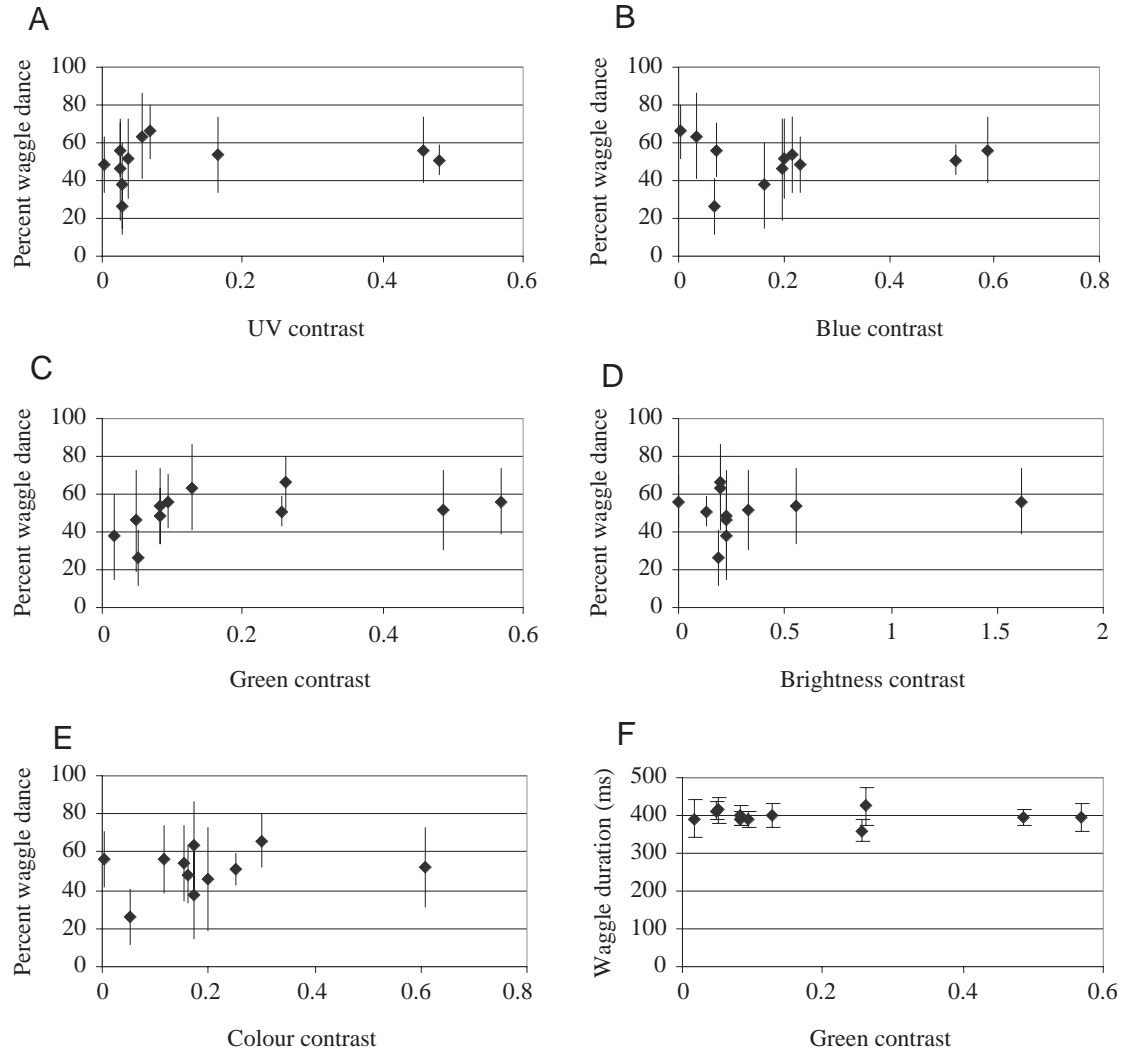 A
Percent waggle dance
100
80
60
40
20
0
0 0.2 0.4 0.6
UV contrast
B
Percent waggle dance
100
80
60
40
20
0
0 0.2 0.4 0.6 0.8
Blue contrast
C
Percent waggle dance
100
80
60
40
20
0
0 0.2 0.4 0.6
Green contrast
D
Percent waggle dance
100
80
60
40
20
0
0 0.5 1 1.5 2
Brightness contrast
E
Percent waggle dance
100
80
60
40
20
0
0 0.2 0.4 0.6 0.8
Colour contrast
F
Waggle duration (ms)
500
400
300
200
100
0
0 0.2 0.4 0.6
Green contrast